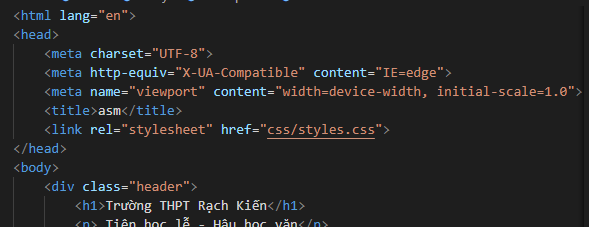 <html lang="en">
<head>
<meta charset="UTF-8">
<meta http-equiv="X-UA-Compatible" content="IE=edge">
<meta name="viewport" content="width=device-width, initial-scale=1.0">
<title>asm</title>
<link rel="stylesheet" href="css/styles.css">
</head>
<body>
<div class="header">
<h1>Trường THPT Rạch Kiến</h1>
<p> Tiên học lễ - Hậu học văn</p>